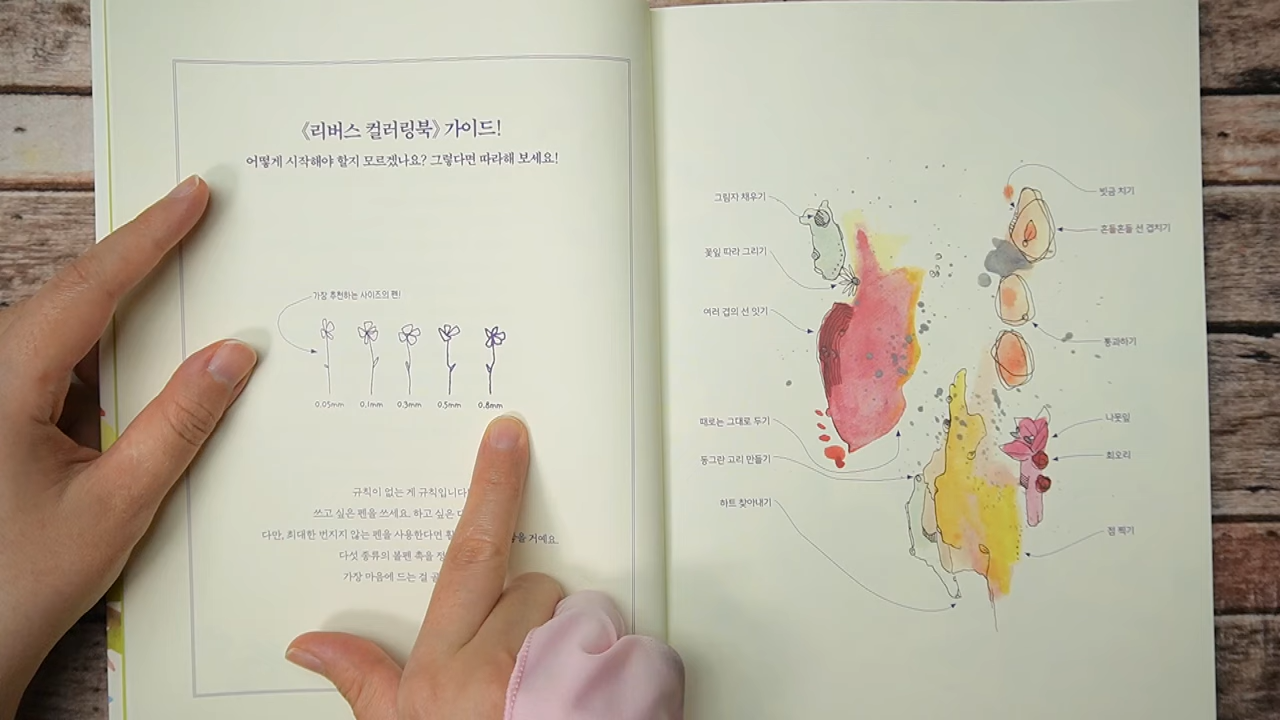 《리버스 컬러링북》 가이드!
어떻게 시작해야 할지 모르겠나요? 그렇다면 따라해 보세요!
가장 추천하는 사이즈의 펜!
0.05mm 0.1mm 0.3mm 0.5mm 0.8mm
규칙이 없는 게 규칙입니다
쓰고 싶은 펜을 쓰세요. 하고 싶은
다만, 최대한 번지지 않는 펜을 사용한다면 거예요.
다섯 종류의 볼펜 촉을
가장 마음에 드는 걸
그림자 채우기
꽃잎 따라 그리기
여러 겹의 선 잇기
때로는 그대로 두기
동그란 고리 만들기
하트 찾아내기
빗금 치기
흔들흔들 선 겹치기
통과하기
나뭇잎
회오리
점 찍기